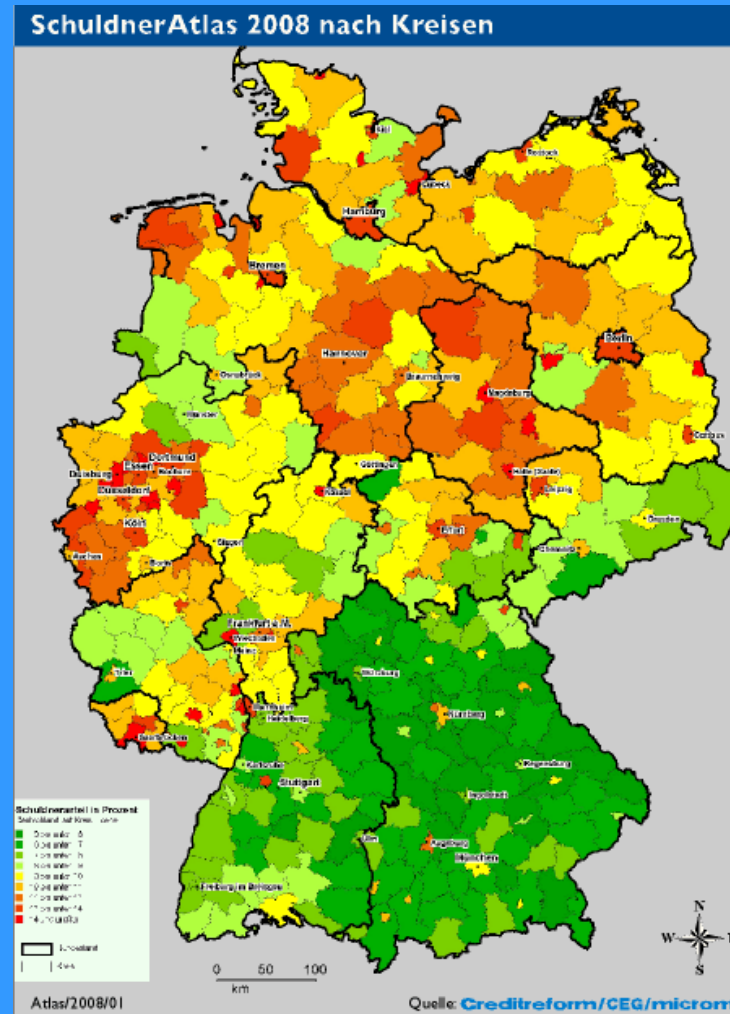 SchuldnerAtlas 2008 nach Kreisen
Kiel
Rostock
Lübeck
Hamburg
Bremen
Berlin
Hannover
Osnabrück
Braunschweig
Magdeburg
Münster
Cottbus
Dortmund
Essen
Bochum
Duisburg
Düsseldorf
Göttingen
Halle (Saale)
Leipzig
Kassel
Köln
Dresden
Erfurt
Aachen
Bonn
Siegen
Chemnitz
Frankfurt a.M.
Wiesbaden
Mainz
Trier
Würzburg
Mannheim
Heidelberg
Nürnberg
Saarbrücken
Karlsruhe
Regensburg
Stuttgart
Ingolstadt
Ulm
Augsburg
München
Freiburg im Breisgau
Schuldneranteil in Prozent
Bundesland
Kreis
0 50 100
km
N
W
S
Atlas/2008/01
Quelle: Creditreform/CEG/microm